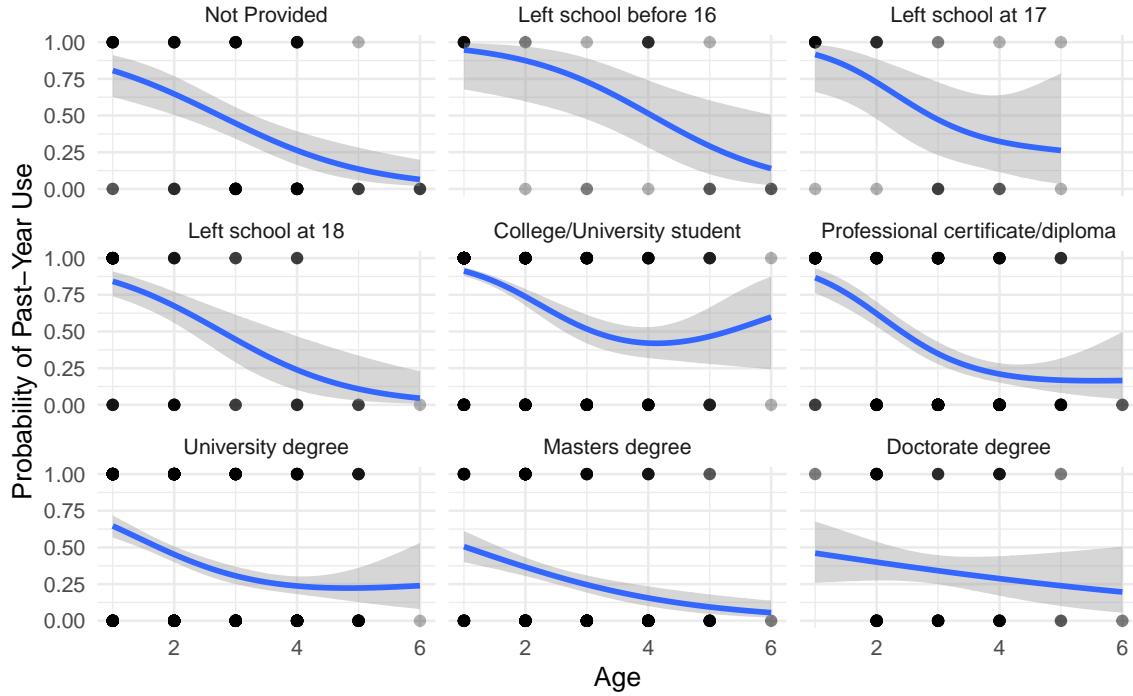 Not Provided
Left school before 16
Left school at 17
1.00
0.75
0.50
0.25
0.00
Left school at 18
College/University student
Professional certificate/diploma
1.00
0.75
0.50
0.25
0.00
University degree
Masters degree
Doctorate degree
1.00
0.75
0.50
0.25
0.00
2 4 6
2 4 6
2 4 6
Age
Probability of Past−Year Use